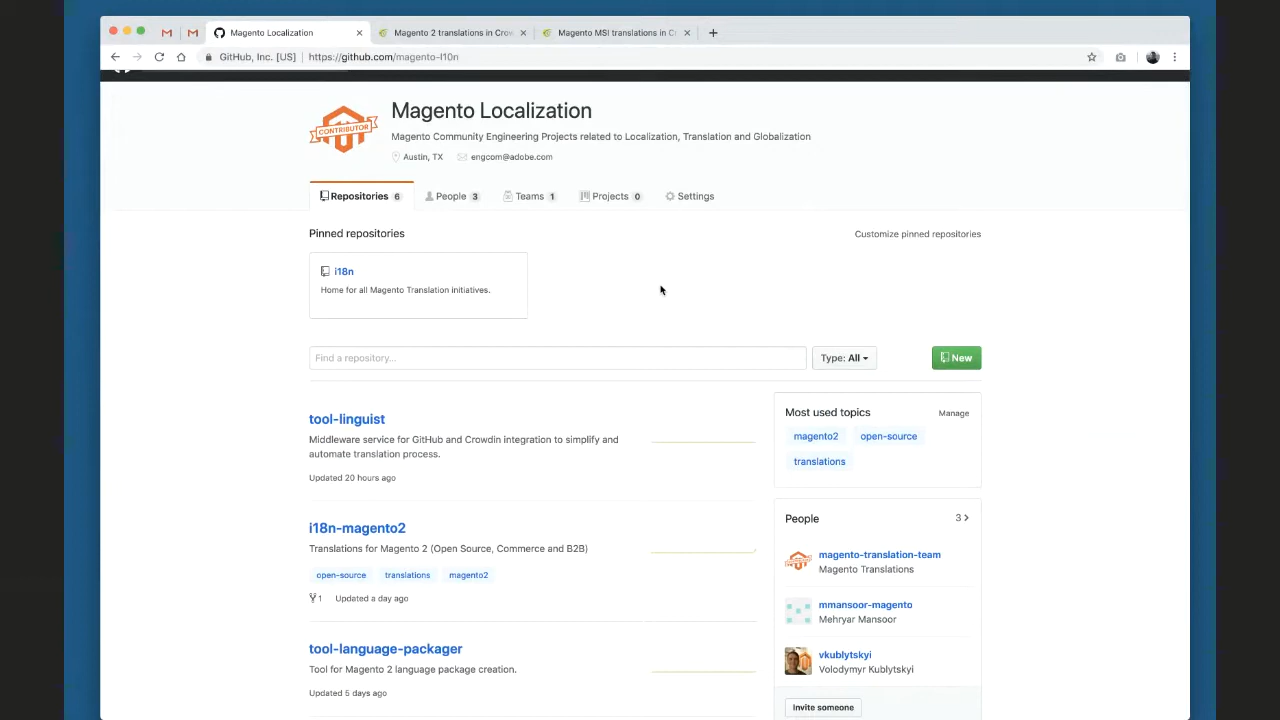 Magento Localization
Magento 2 translations in Crow
Magento MSI translations in C
GitHub, Inc. [US] | https://github.com/magento-l10n
CONTRIBUTOR
Magento Localization
Magento Community Engineering Projects related to Localization, Translation and Globalization
Austin, TX engcom@adobe.com
Repositories 6 People 3 Teams 1 Projects 0 Settings
Pinned repositories
Customize pinned repositories
i18n
Home for all Magento Translation initiatives.
Find a repository...
Type: All
New
tool-linguist
Middleware service for GitHub and Crowdin integration to simplify and
automate translation process.
Updated 20 hours ago
i18n-magento2
Translations for Magento 2 (Open Source, Commerce and B2B)
open-source translations magento2
1 Updated a day ago
tool-language-packager
Tool for Magento 2 language package creation.
Updated 5 days ago
Most used topics
Manage
magento2 open-source
translations
People
3
magento-translation-team
Magento Translations
mmansoor-magento
Mehryar Mansoor
vkublytskyi
Volodymyr Kublytskyi
Invite someone